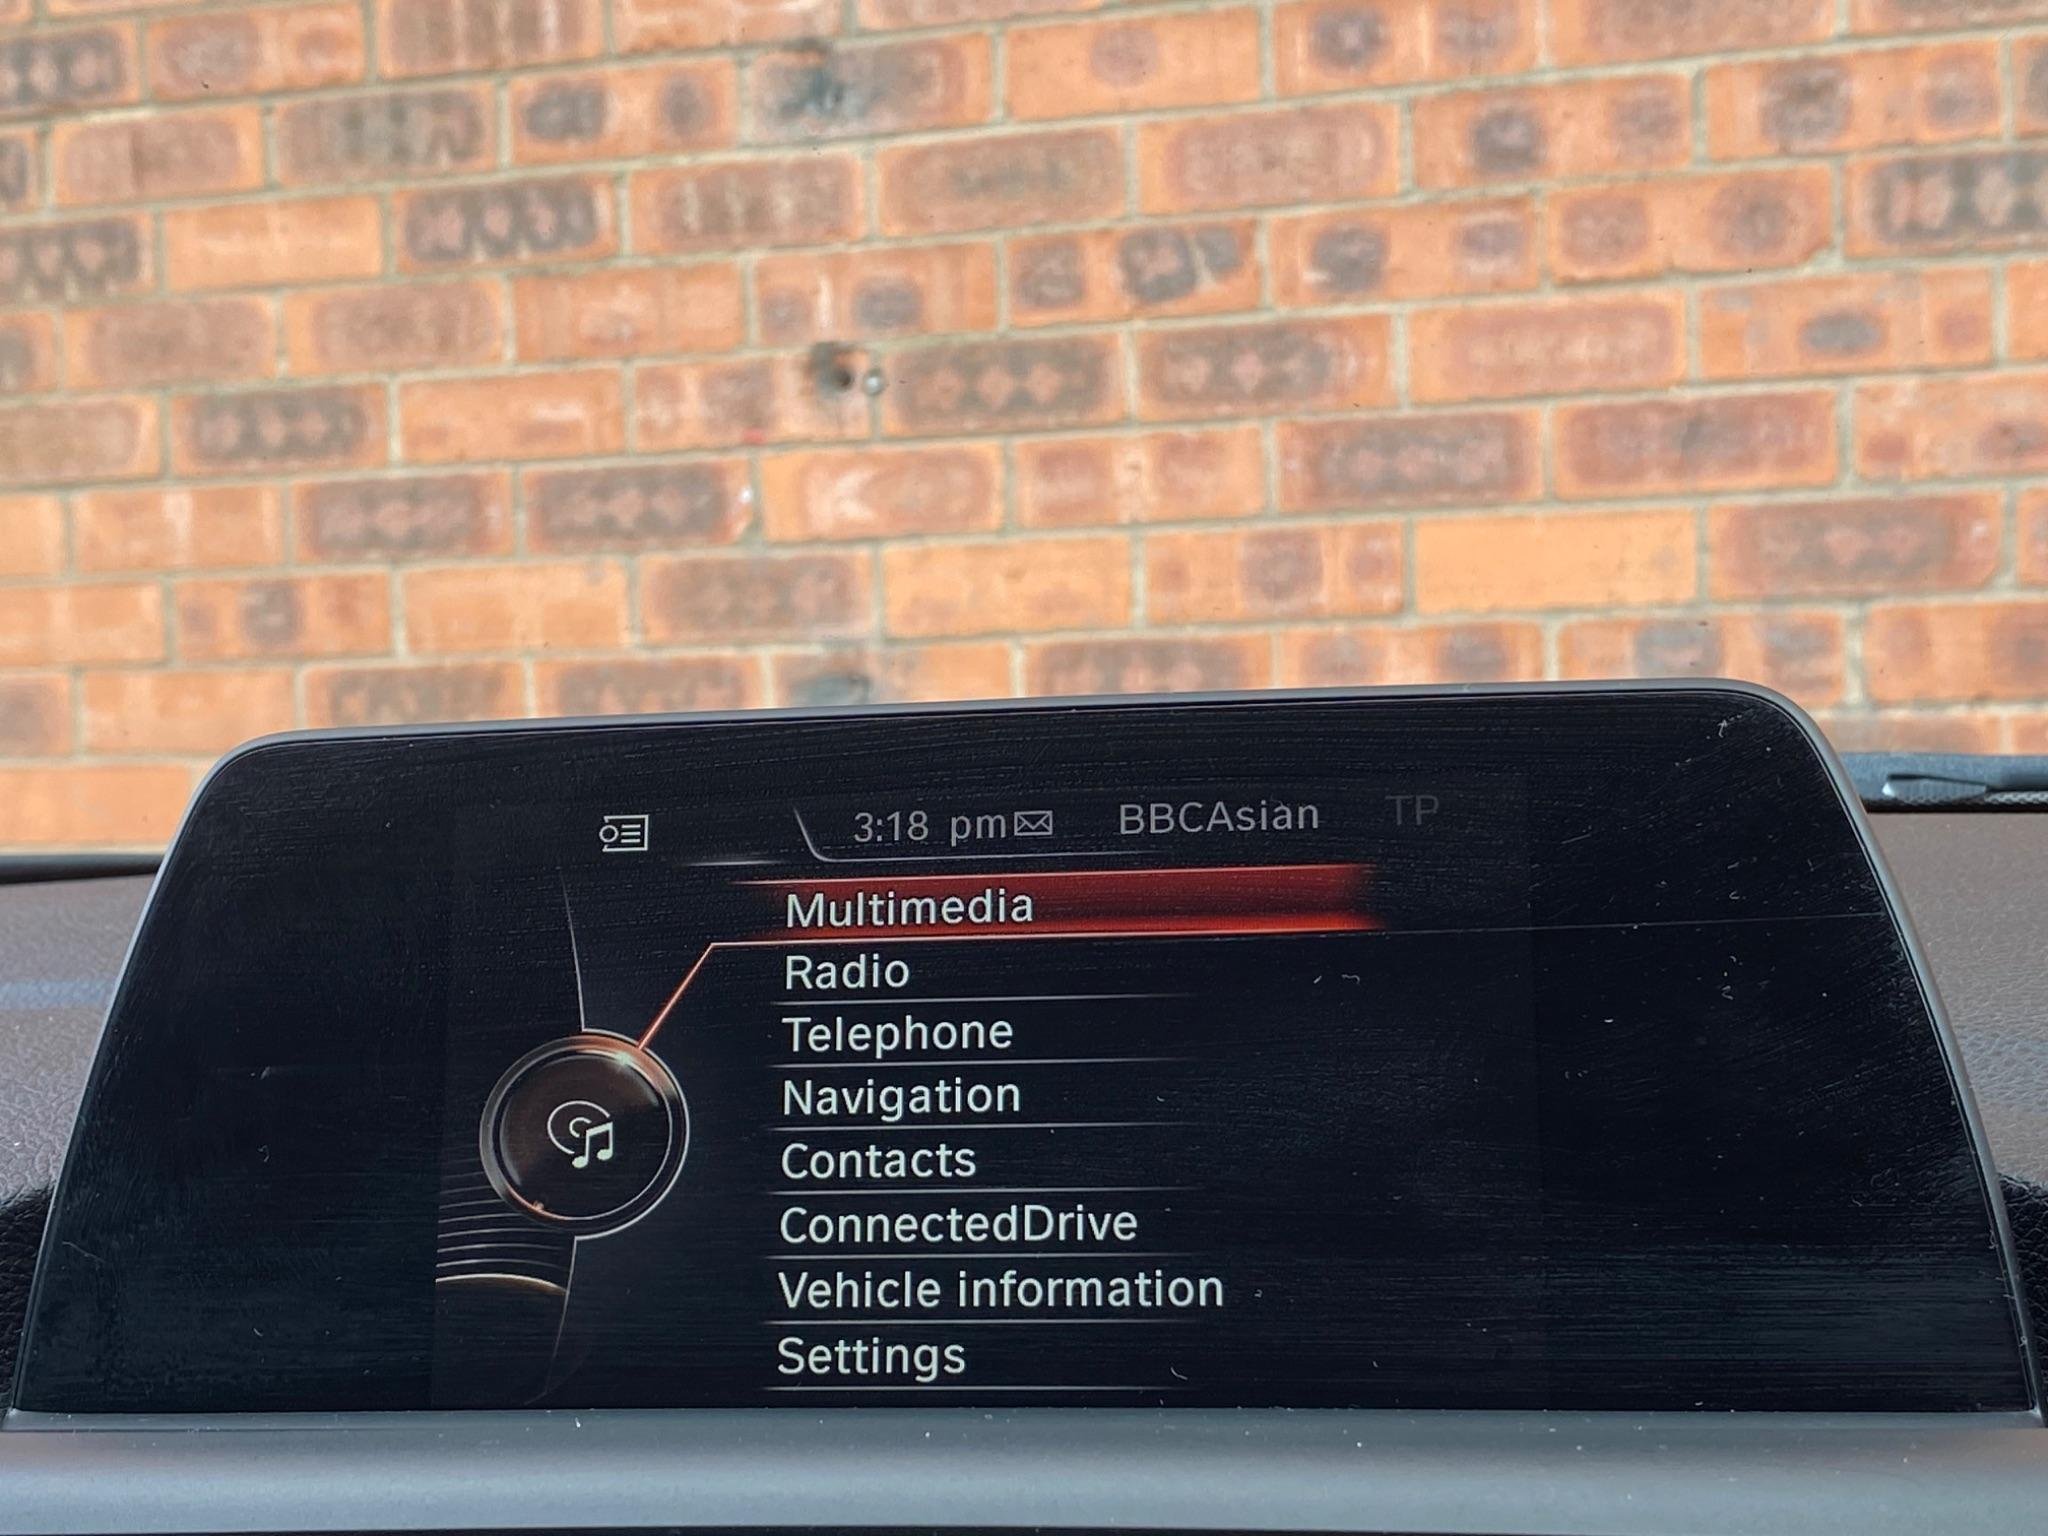 3:18 pm BBCAsian TP
Multimedia
Radio
Telephone
Navigation
Contacts
ConnectedDrive
Vehicle information
Settings